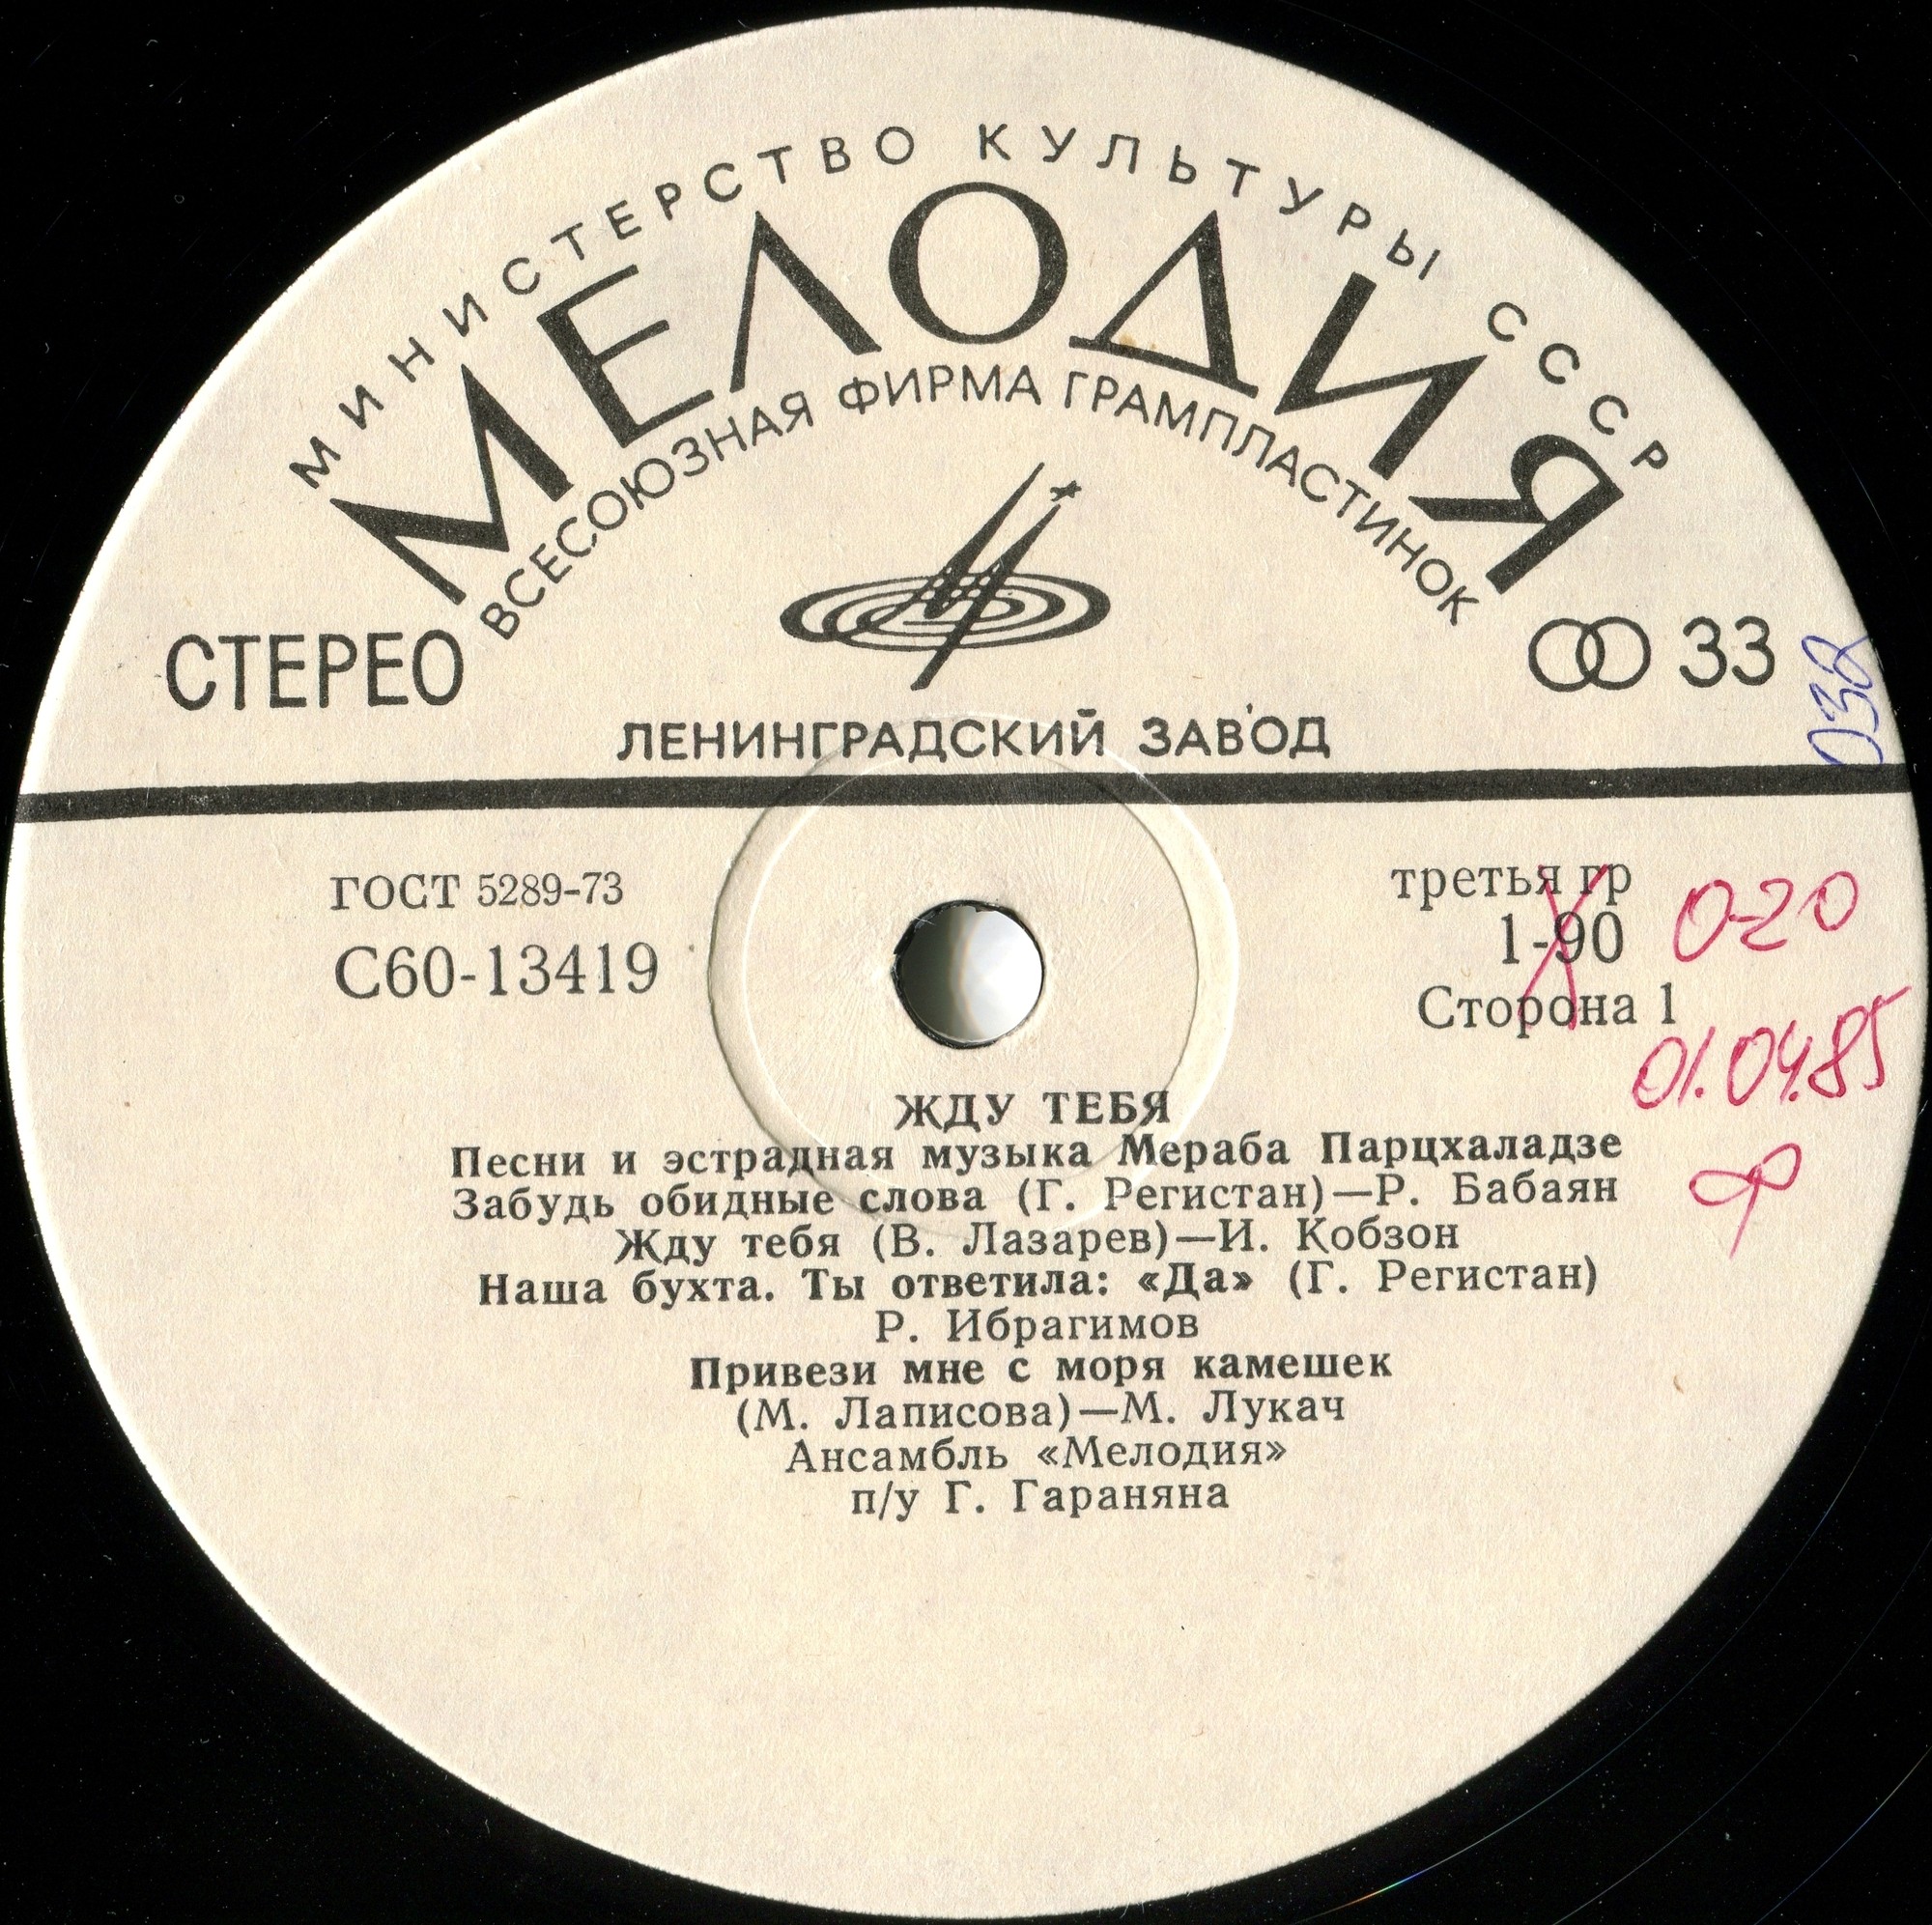 МИНИСТЕРСТВО КУЛЬТУРЫ СССР
МЕЛОДИЯ
ВСЕСОЮЗНАЯ ФИРМА ГРАМПЛАСТИНОК
СТЕРЕО
33
032
ЛЕНИНГРАДСКИЙ ЗАВОД
ГОСТ 5289-73
С60-13419
третья гр
1-90
0-20
Сторона 1
01.04.85
ЖДУ ТЕБЯ
Песни и эстрадная музыка Мераба Парцхаладзе
Забудь обидные слова (Г. Регистан)—Р. Бабаян
Жду тебя (В. Лазарев)—И. Кобзон
Наша бухта. Ты ответила: «Да» (Г. Регистан)
Р. Ибрагимов
Привези мне с моря камешек
(М. Лаписова)—М. Лукач
Ансамбль «Мелодия»
п/у Г. Гараняна